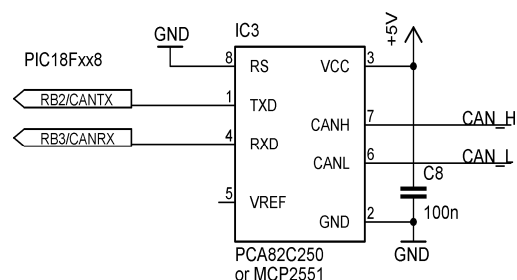 IC3
GND
+5V
PIC18Fxx8
8 RS VCC 3
RB2/CANTX 1 TXD
CANH 7 CAN_H
RB3/CANRX 4 RXD
CANL 6 CAN_L
C8
5 VREF
100n
GND 2
GND
PCA82C250
or MCP2551